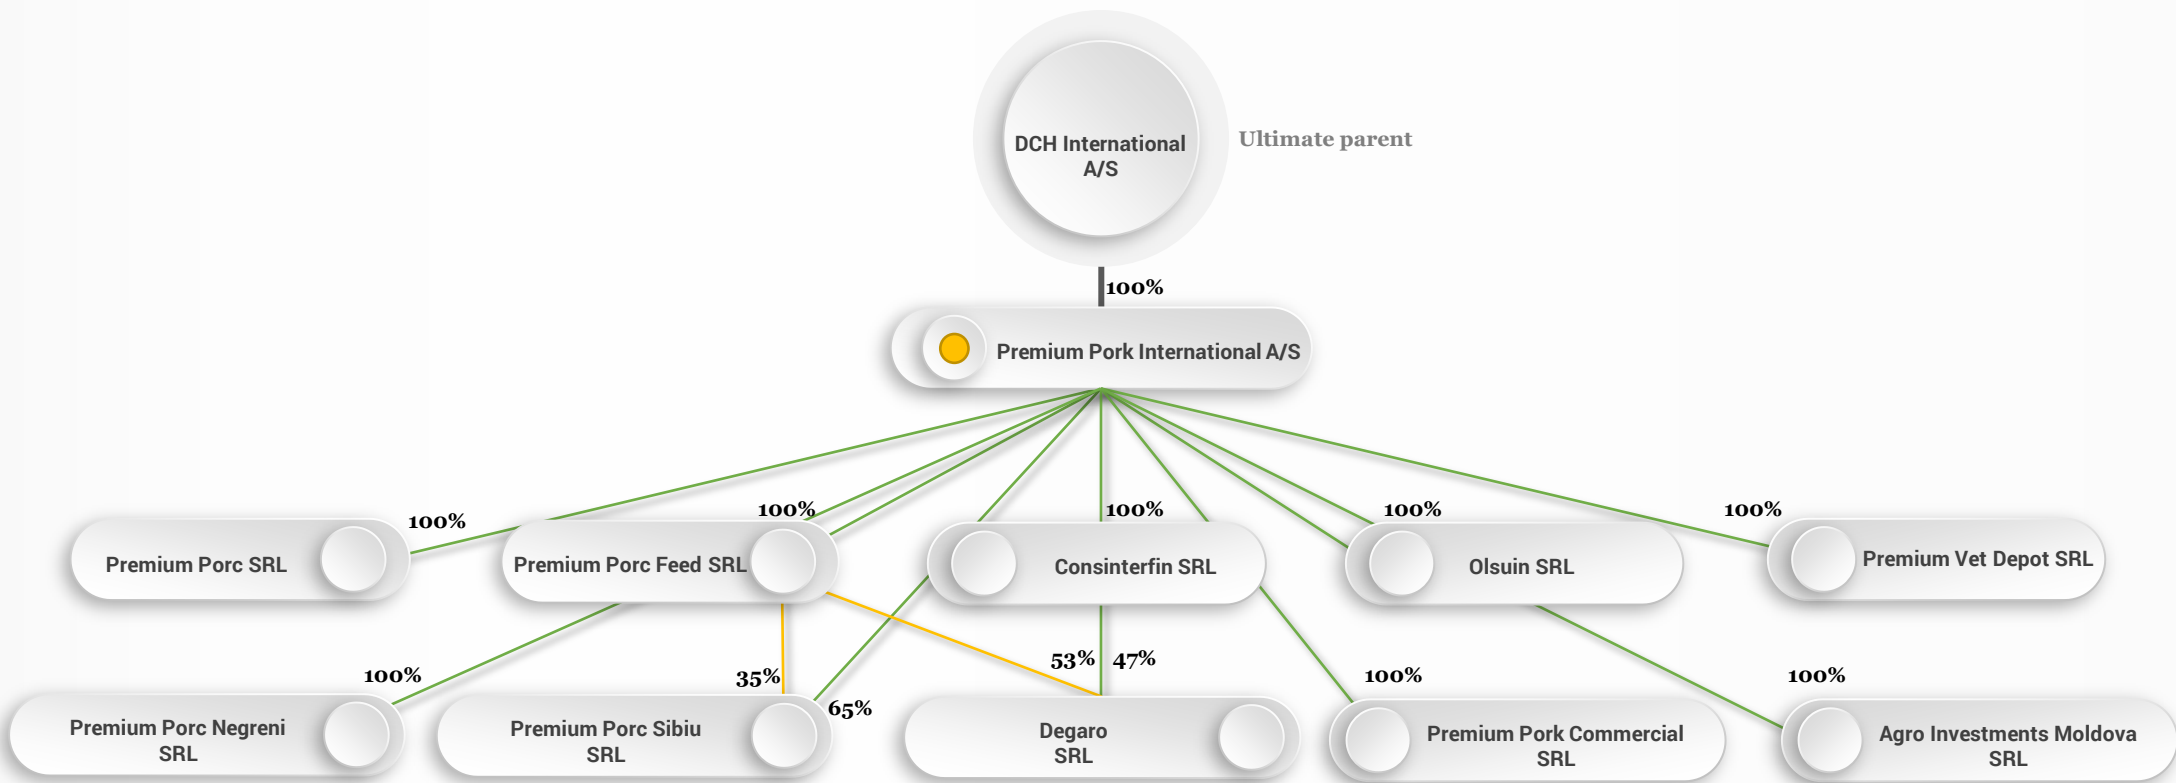 DCH International
A/S
Ultimate parent
100%
Premium Pork International A/S
100%
100%
100%
100%
100%
Premium Porc SRL
Premium Porc Feed SRL
Consinterfin SRL
Olsuin SRL
Premium Vet Depot SRL
100%
35%
65%
53%
47%
100%
100%
Premium Porc Negreni
SRL
Premium Porc Sibiu
SRL
Degaro
SRL
Premium Pork Commercial
SRL
Agro Investments Moldova
SRL